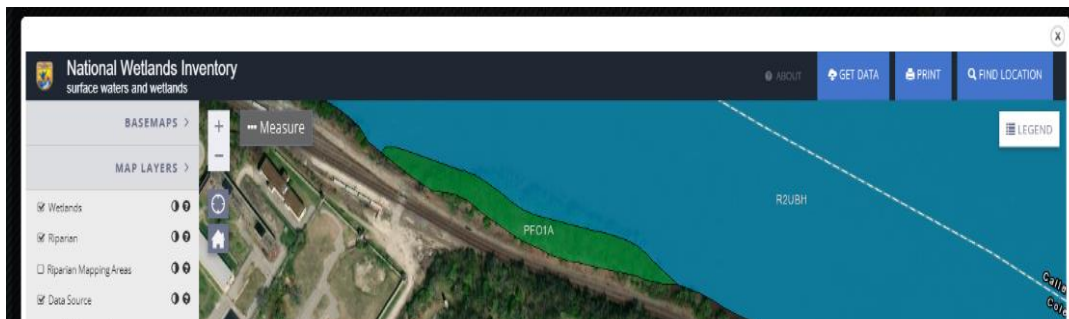 x
National Wetlands Inventory
surface waters and wetlands
ABOUT
GET DATA
PRINT
FIND LOCATION
BASEMAPS >
MAP LAYERS >
Wetlands
Riparian
Riparian Mapping Areas
Data Source
+
Measure
−
LEGEND
PFO1A
R2UBH